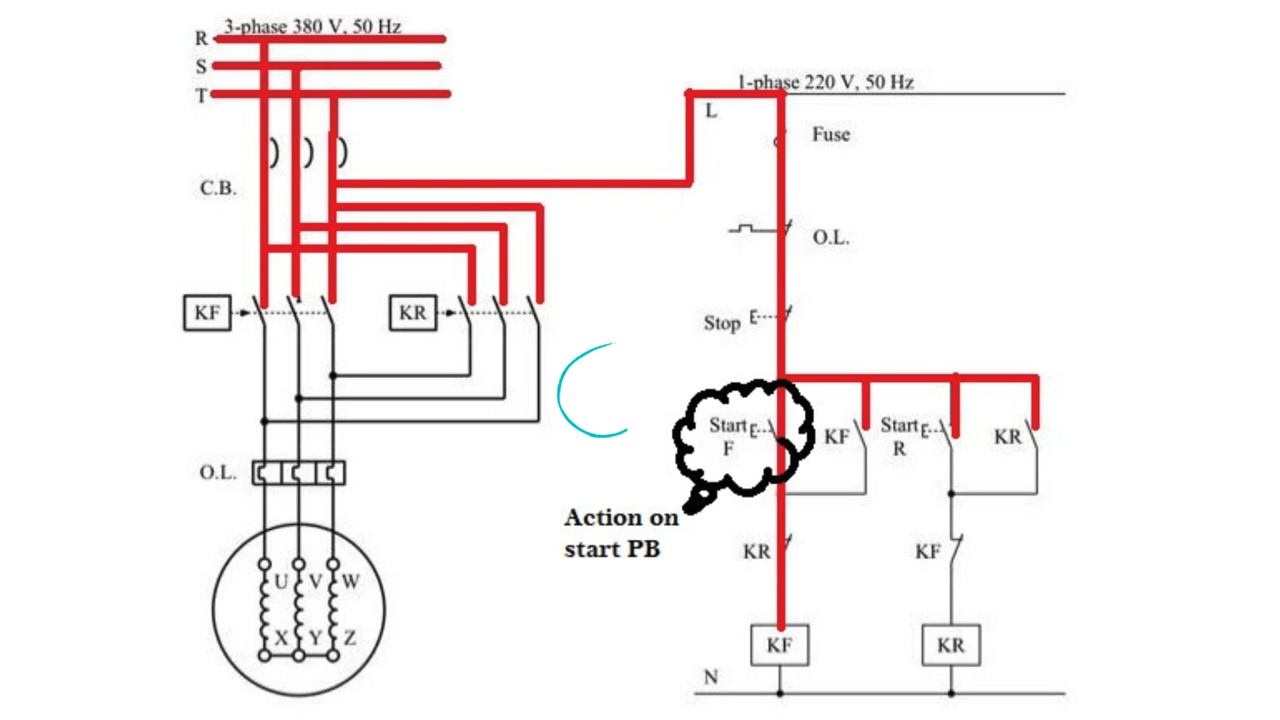 3-phase 380 V, 50 Hz
R
S
T
1-phase 220 V, 50 Hz
L
Fuse
C.B.
O.L.
KF
KR
Stop
Start
F
KF
Start
R
KR
O.L.
Action on
start PB
KR
KF
U V W
X Y Z
KF
KR
N